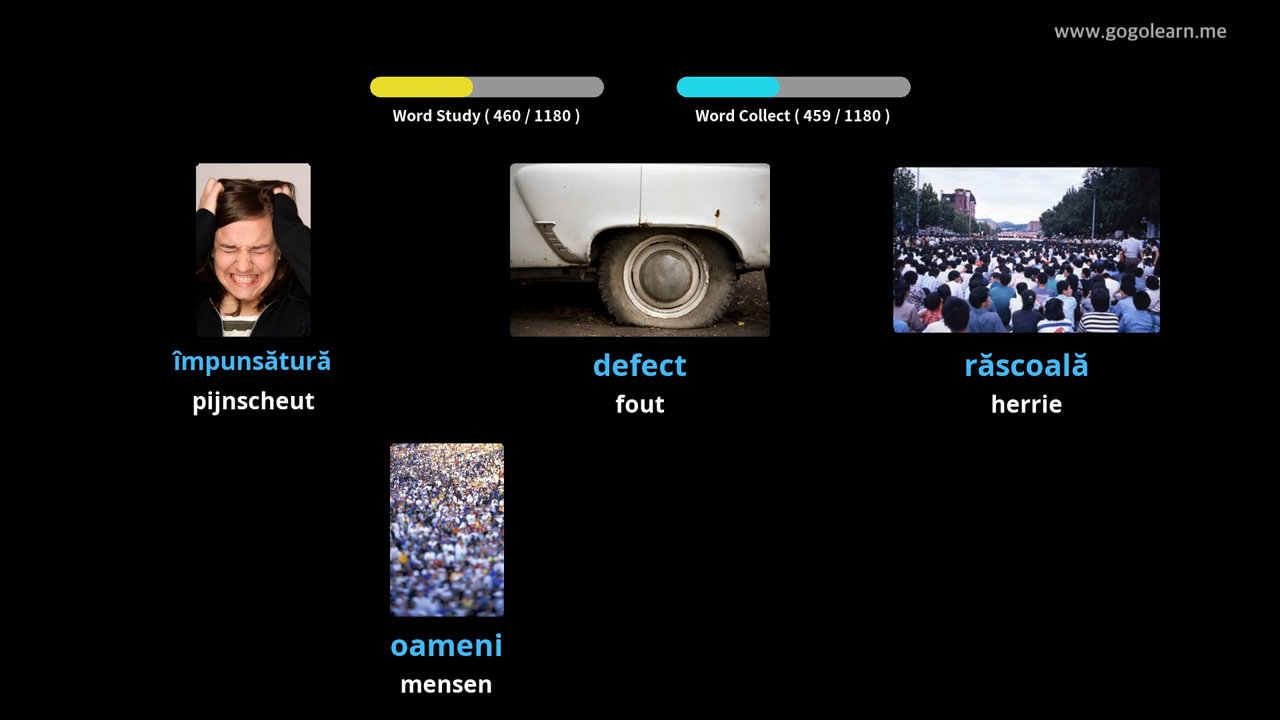 www.gogolearn.me
Word Study ( 460 / 1180 )
Word Collect ( 459 / 1180 )
împunsătură
pijnscheut
defect
fout
răscoală
herrie
oameni
mensen